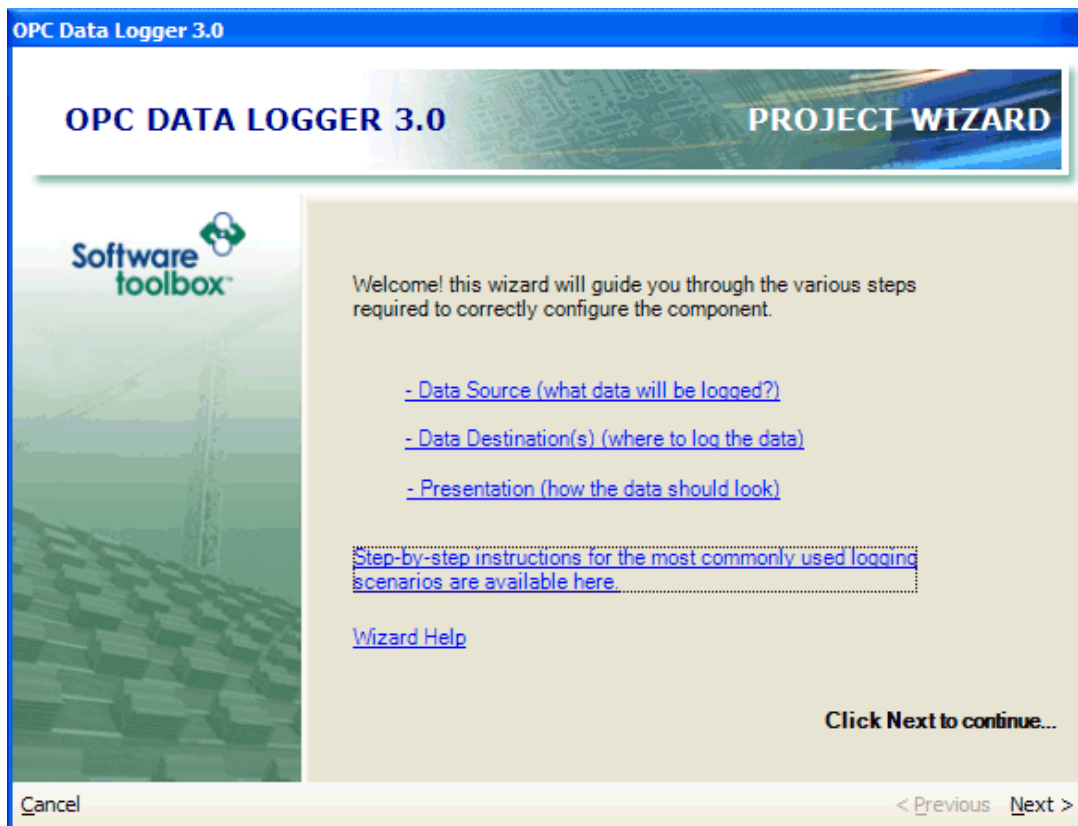 OPC Data Logger 3.0
OPC DATA LOGGER 3.0
PROJECT WIZARD
Software
toolbox™
Welcome! this wizard will guide you through the various steps
required to correctly configure the component.
- Data Source (what data will be logged?)
- Data Destination(s) (where to log the data)
- Presentation (how the data should look)
Step-by-step instructions for the most commonly used logging
scenarios are available here.
Wizard Help
Click Next to continue...
Cancel
< Previous Next >